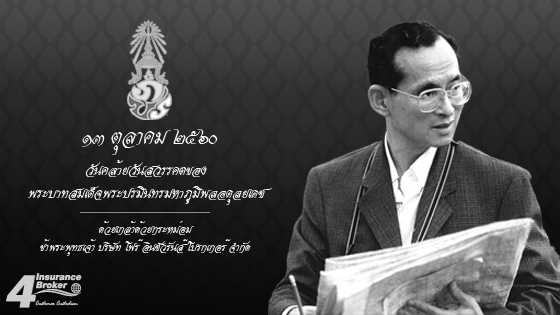 ๑๓ ตุลาคม ๒๕๖๐
วันคล้ายวันสวรรคตของ
พระบาทสมเด็จพระปรมินทรมหาภูมิพลอดุลยเดช
ด้วยเกล้าด้วยกระหม่อม
ข้าพระพุทธเจ้า บริษัท โฟร์ อินชัวรันส์ โบรกเกอร์ จำกัด
4 Insurance
Broker
Customer Custodian